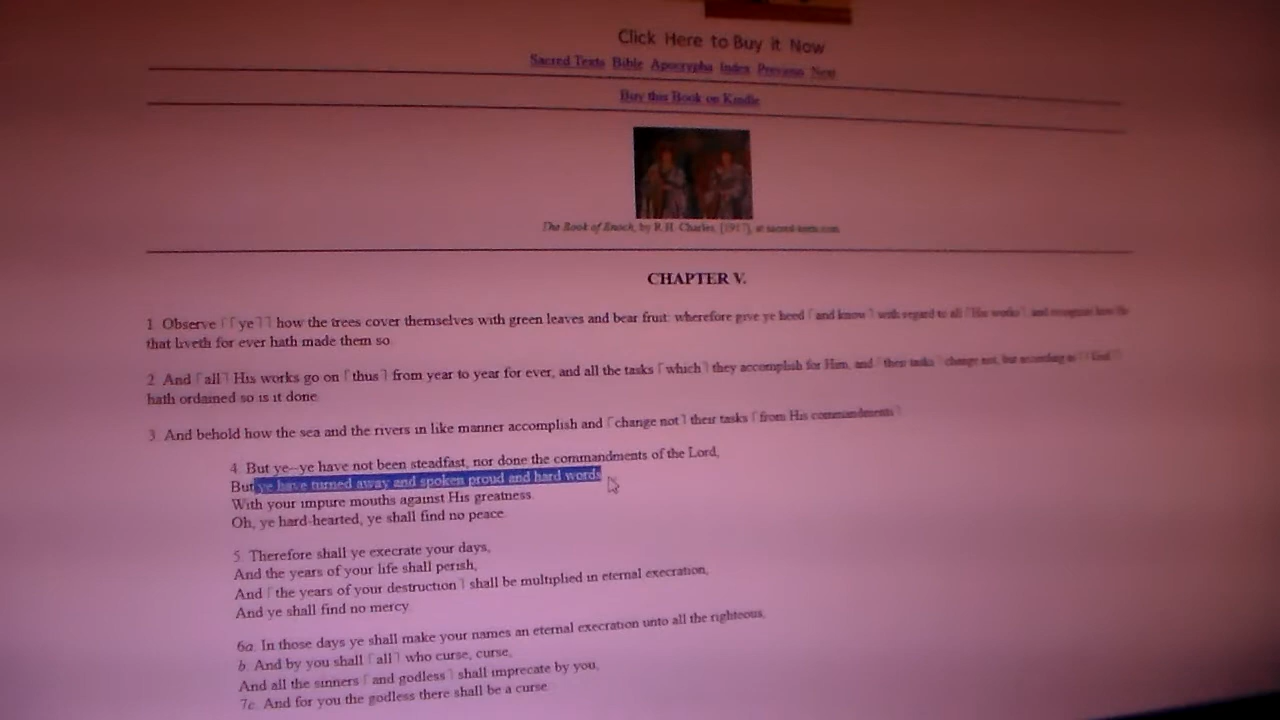 Click Here to Buy it Now
Sacred Texts Bible Apocrypha Index Previous Next
Buy this Book on Kindle
The Book of Enoch, by R.H. Charles, [1917], at sacred-texts.com
CHAPTER V.
1. Observe ⌈⌈ye⌉⌉ how the trees cover themselves with green leaves and bear fruit: wherefore give ye heed ⌈and know⌉ with regard to all ⌈His works⌉, and recognize how He
that liveth for ever hath made them so.
2. And ⌈all⌉ His works go on ⌈thus⌉ from year to year for ever, and all the tasks ⌈which⌉ they accomplish for Him, and ⌈their tasks⌉ change not, but according as
hath ordained so is it done.
3. And behold how the sea and the rivers in like manner accomplish and ⌈change not⌉ their tasks ⌈from His commandments⌉.
4. But ye--ye have not been steadfast, nor done the commandments of the Lord,
But ye have turned away and spoken proud and hard words
With your impure mouths against His greatness.
Oh, ye hard-hearted, ye shall find no peace.
5. Therefore shall ye execrate your days,
And the years of your life shall perish,
And ⌈the years of your destruction⌉ shall be multiplied in eternal execration,
And ye shall find no mercy.
6a. In those days ye shall make your names an eternal execration unto all the righteous,
b. And by you shall ⌈all⌉ who curse, curse,
And all the sinners ⌈and godless⌉ shall imprecate by you,
7c. And for you the godless there shall be a curse.